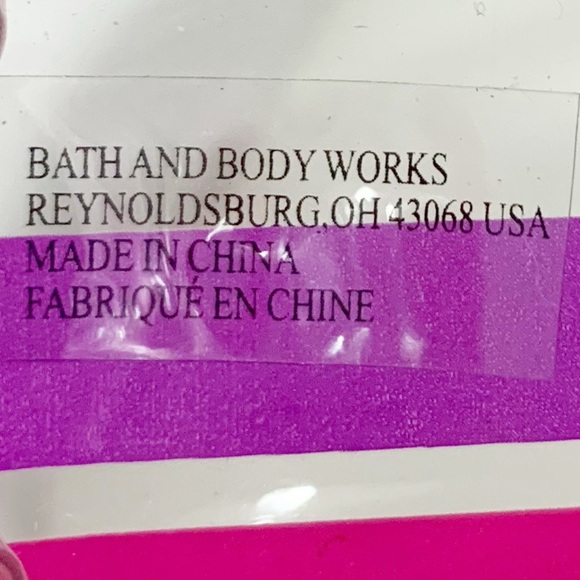 BATH AND BODY WORKS
REYNOLDSBURG,OH 43068 USA
MADE IN CHINA
FABRIQUÉ EN CHINE